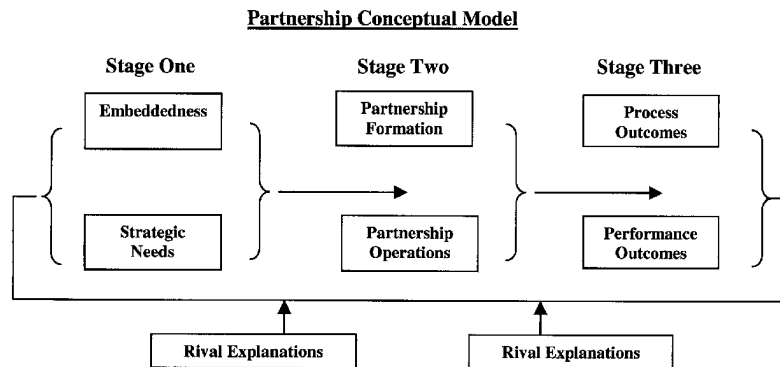 Partnership Conceptual Model
Stage One
Stage Two
Stage Three
Embeddedness
Partnership
Formation
Process
Outcomes
Strategic
Needs
Partnership
Operations
Performance
Outcomes
Rival Explanations
Rival Explanations